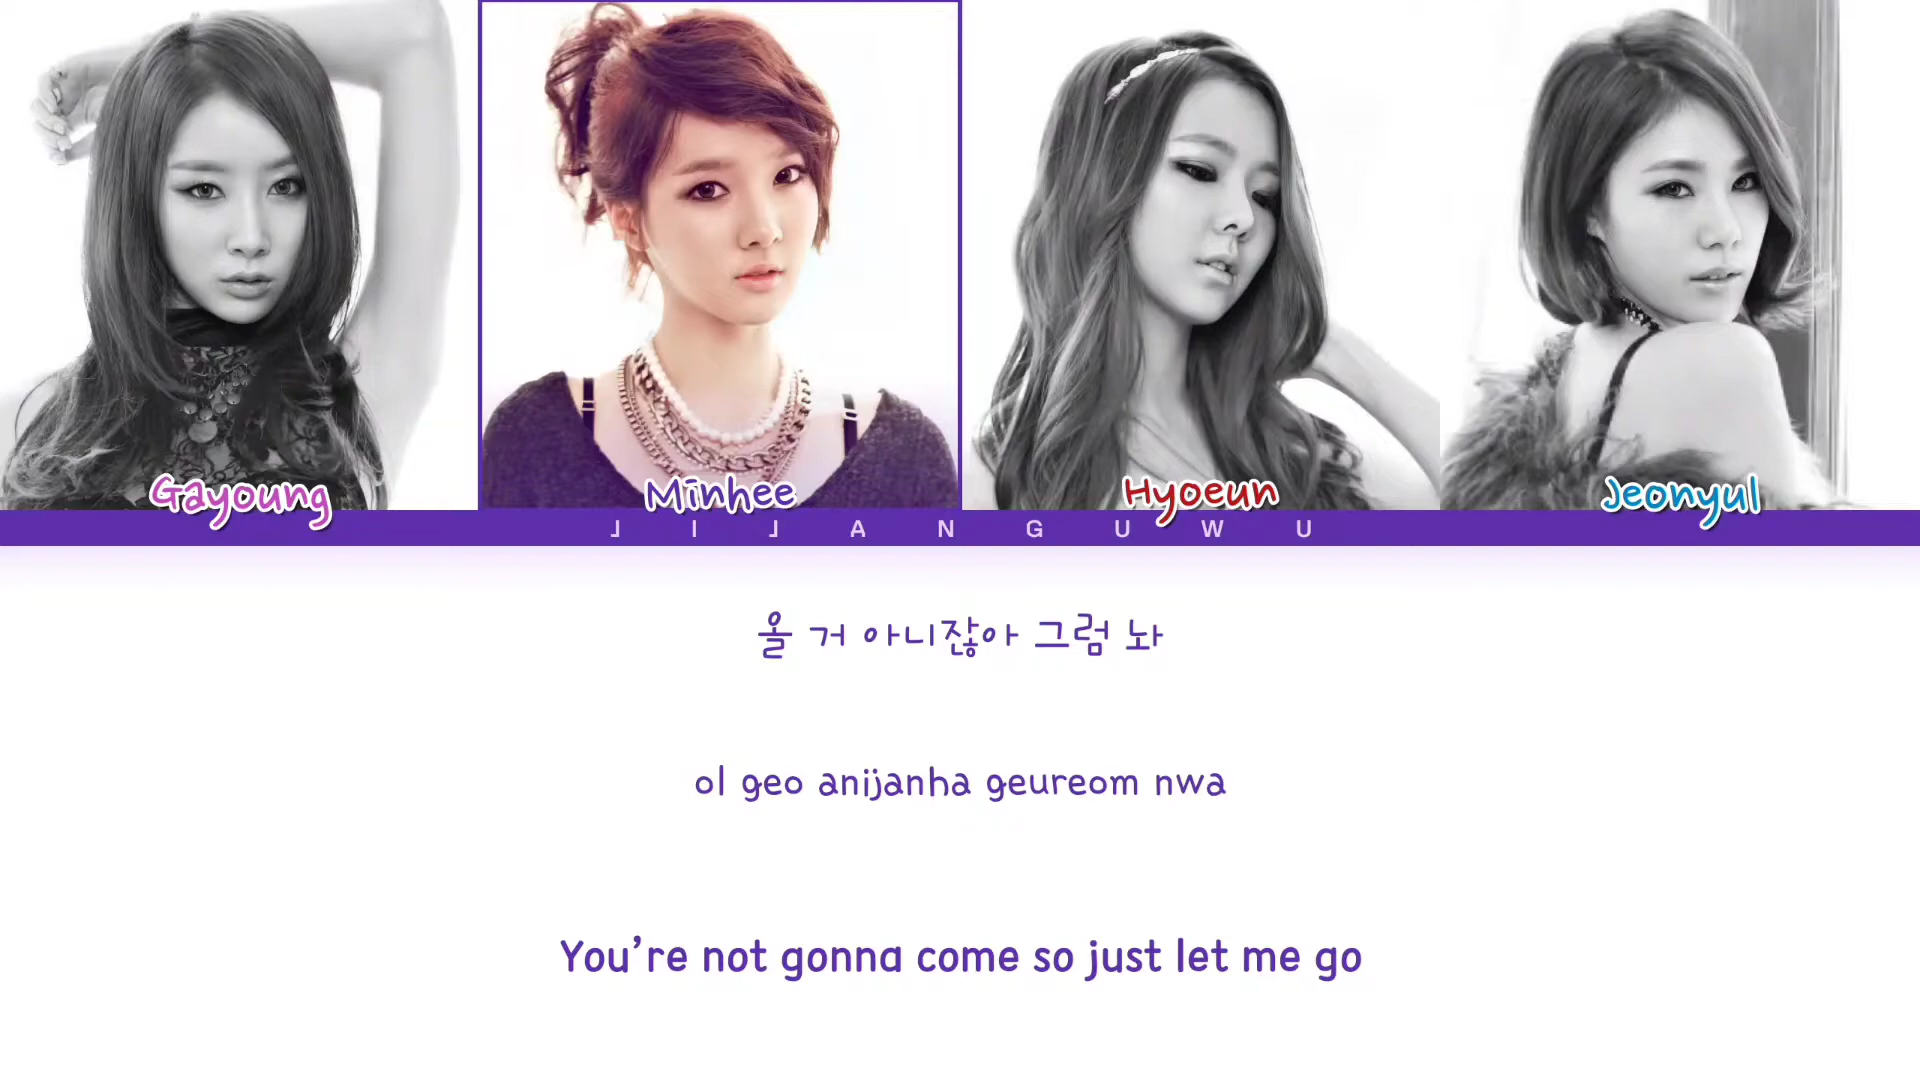 Gayoung
Minhee
Hyoeun
Jeonyul
JIJANGUWU
올 거 아니잖아 그럼 놔
ol geo anijanha geureom nwa
You're not gonna come so just let me go